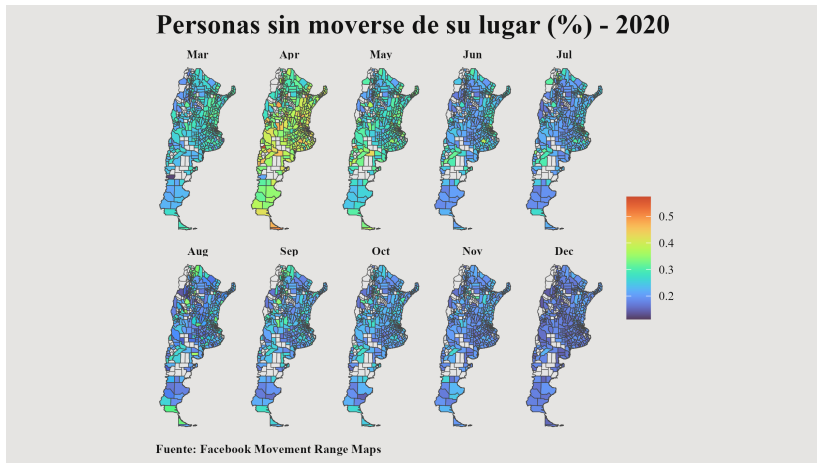 Personas sin moverse de su lugar (%) - 2020
Mar Apr May Jun Jul
0.5
0.4
0.3
0.2
Aug Sep Oct Nov Dec
Fuente: Facebook Movement Range Maps